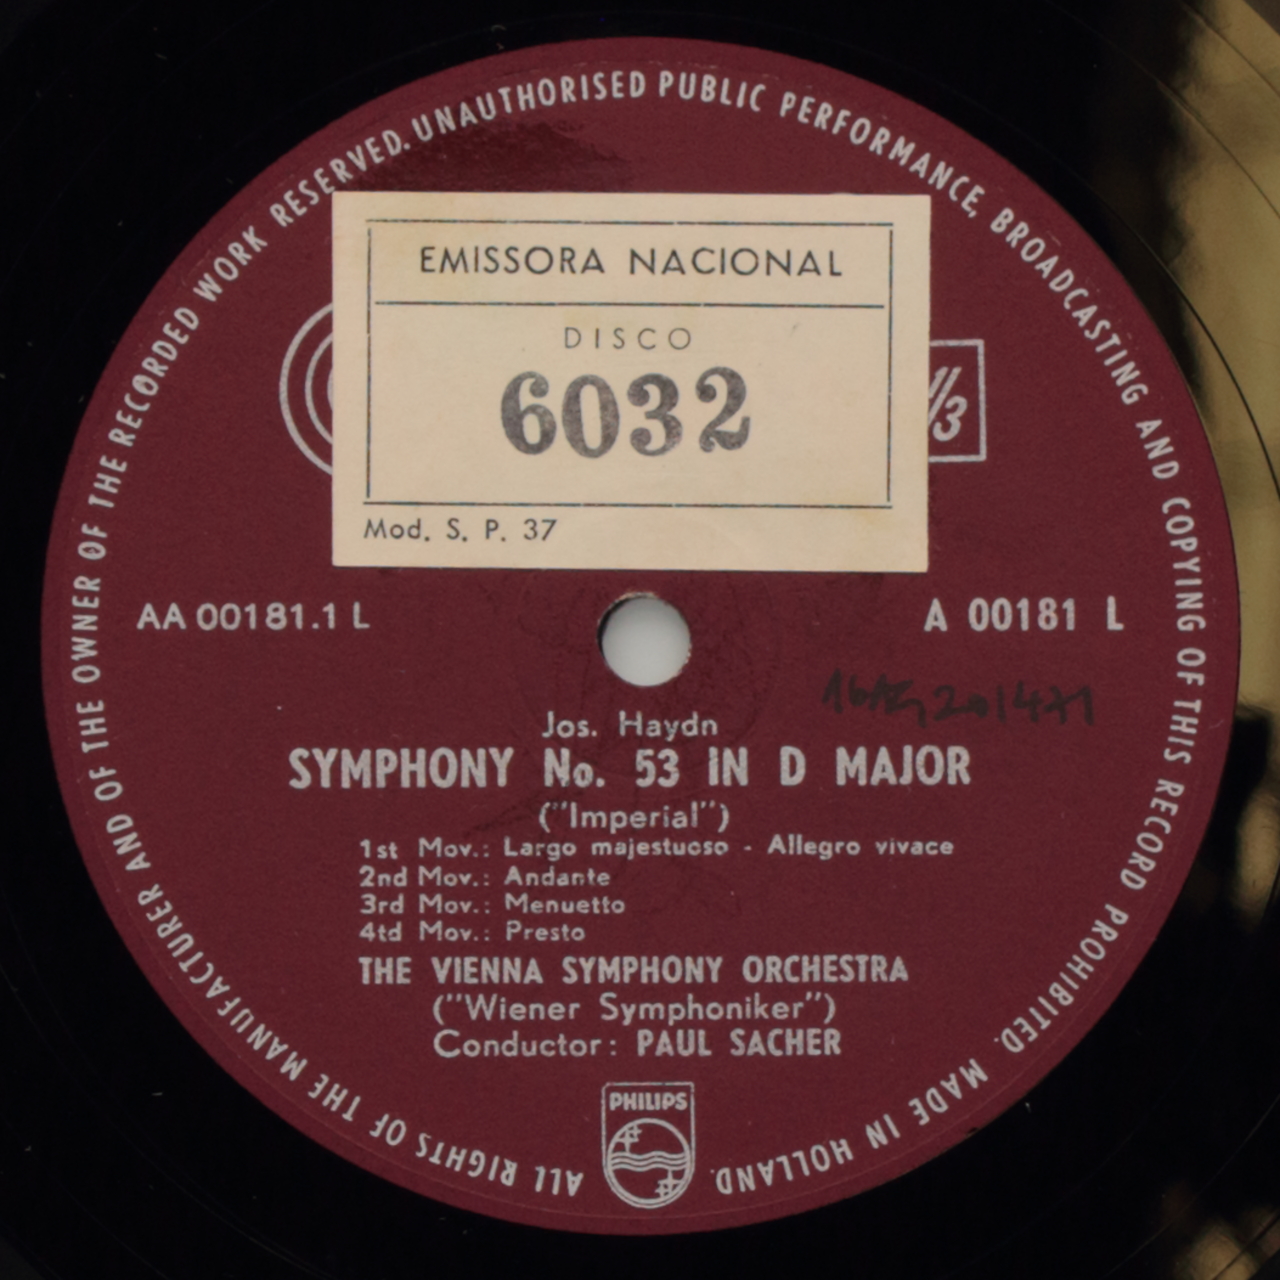 ALL RIGHTS OF THE MANUFACTURER AND OF THE OWNER OF THE RECORDED WORK RESERVED. UNAUTHORISED PUBLIC PERFORMANCE, BROADCASTING AND COPYING OF THIS RECORD PROHIBITED. MADE IN HOLLAND.
EMISSORA NACIONAL
DISCO
6032
Mod. S. P. 37
/3
AA 00181.1 L
A 00181 L
Jos. Haydn
SYMPHONY No. 53 IN D MAJOR
("Imperial")
1st Mov.: Largo majestuoso - Allegro vivace
2nd Mov.: Andante
3rd Mov.: Menuetto
4td Mov.: Presto
THE VIENNA SYMPHONY ORCHESTRA
("Wiener Symphoniker")
Conductor: PAUL SACHER
PHILIPS